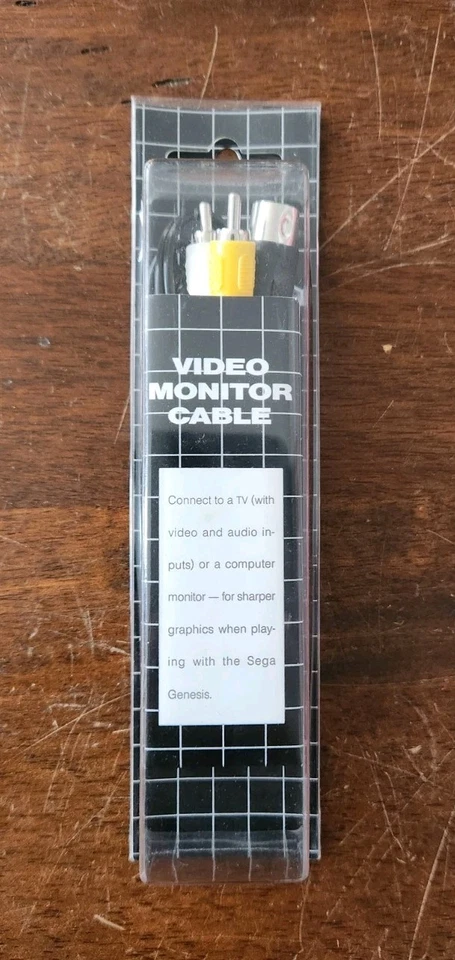 VIDEO
MONITOR
CABLE
Connect to a TV (with
video and audio in-
puts) or a computer
monitor — for sharper
graphics when play-
ing with the Sega
Genesis.